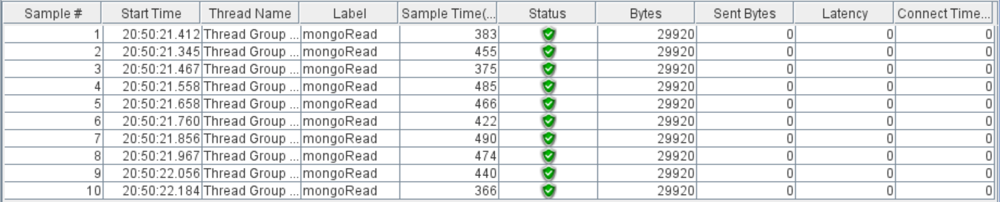 Sample # Start Time Thread Name Label Sample Time(... Status Bytes Sent Bytes Latency Connect Time...
1 20:50:21.412 Thread Group ... mongoRead 383 29920 0 0 0
2 20:50:21.345 Thread Group ... mongoRead 455 29920 0 0 0
3 20:50:21.467 Thread Group ... mongoRead 375 29920 0 0 0
4 20:50:21.558 Thread Group ... mongoRead 485 29920 0 0 0
5 20:50:21.658 Thread Group ... mongoRead 466 29920 0 0 0
6 20:50:21.760 Thread Group ... mongoRead 422 29920 0 0 0
7 20:50:21.856 Thread Group ... mongoRead 490 29920 0 0 0
8 20:50:21.967 Thread Group ... mongoRead 474 29920 0 0 0
9 20:50:22.056 Thread Group ... mongoRead 440 29920 0 0 0
10 20:50:22.184 Thread Group ... mongoRead 366 29920 0 0 0